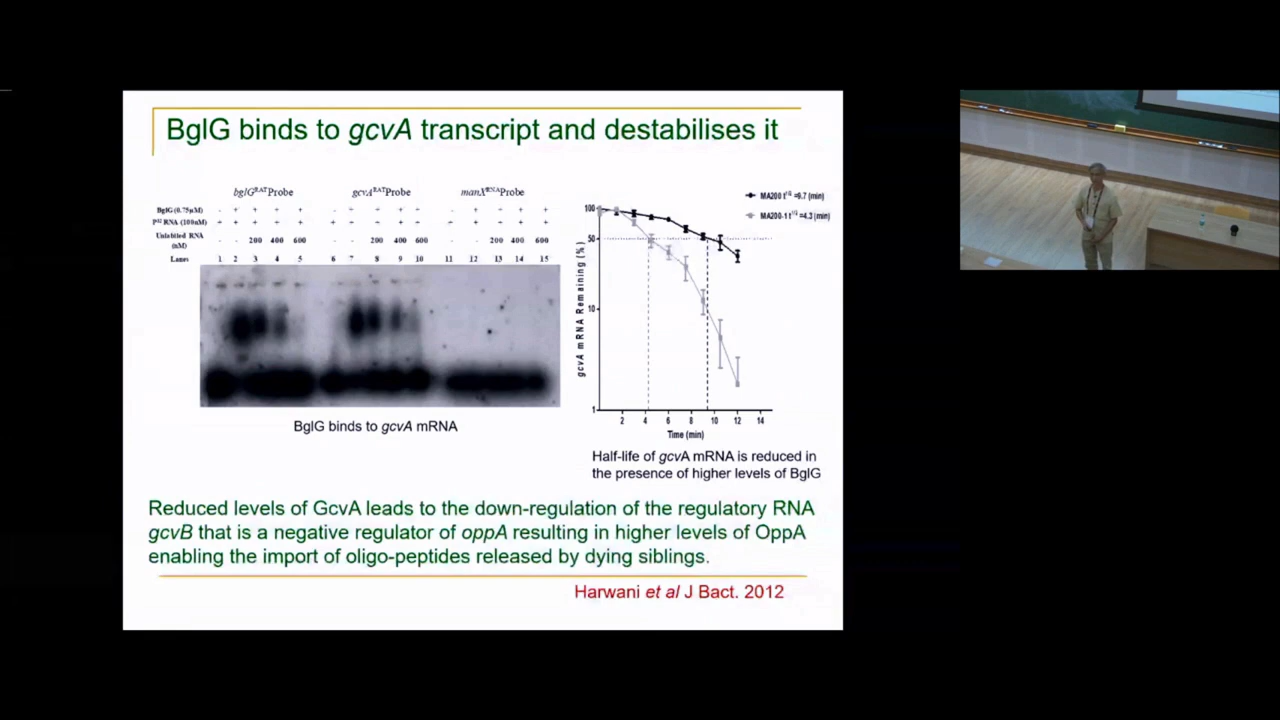 BglG binds to gcvA transcript and destabilises it
bglG^RAT Probe gcvA^RAT Probe manX^RNA Probe
BglG (0.75µM) - + + + + - + + + + - + + + +
P³² RNA (100nM) + + + + + + + + + + + + + + +
Unlabeled RNA (nM) - - 200 400 600 - - 200 400 600 - - 200 400 600
Lanes 1 2 3 4 5 6 7 8 9 10 11 12 13 14 15
BglG binds to gcvA mRNA
MA200 t^1/2 =9.7 (min)
MA200-1 t^1/2 =4.3 (min)
gcvA mRNA Remaining (%)
100
50
10
1
2 4 6 8 10 12 14
Time (min)
Half-life of gcvA mRNA is reduced in
the presence of higher levels of BglG
Reduced levels of GcvA leads to the down-regulation of the regulatory RNA
gcvB that is a negative regulator of oppA resulting in higher levels of OppA
enabling the import of oligo-peptides released by dying siblings.
Harwani et al J Bact. 2012